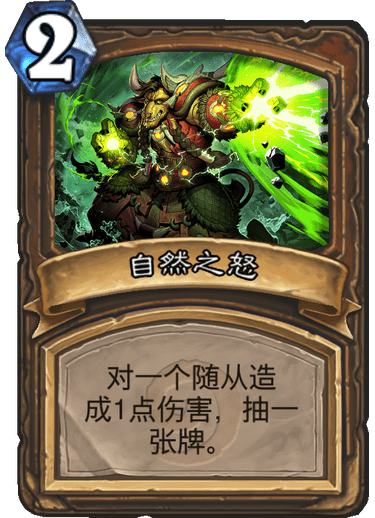 2
自然之怒
对一个随从造
成1点伤害，抽一
张牌。